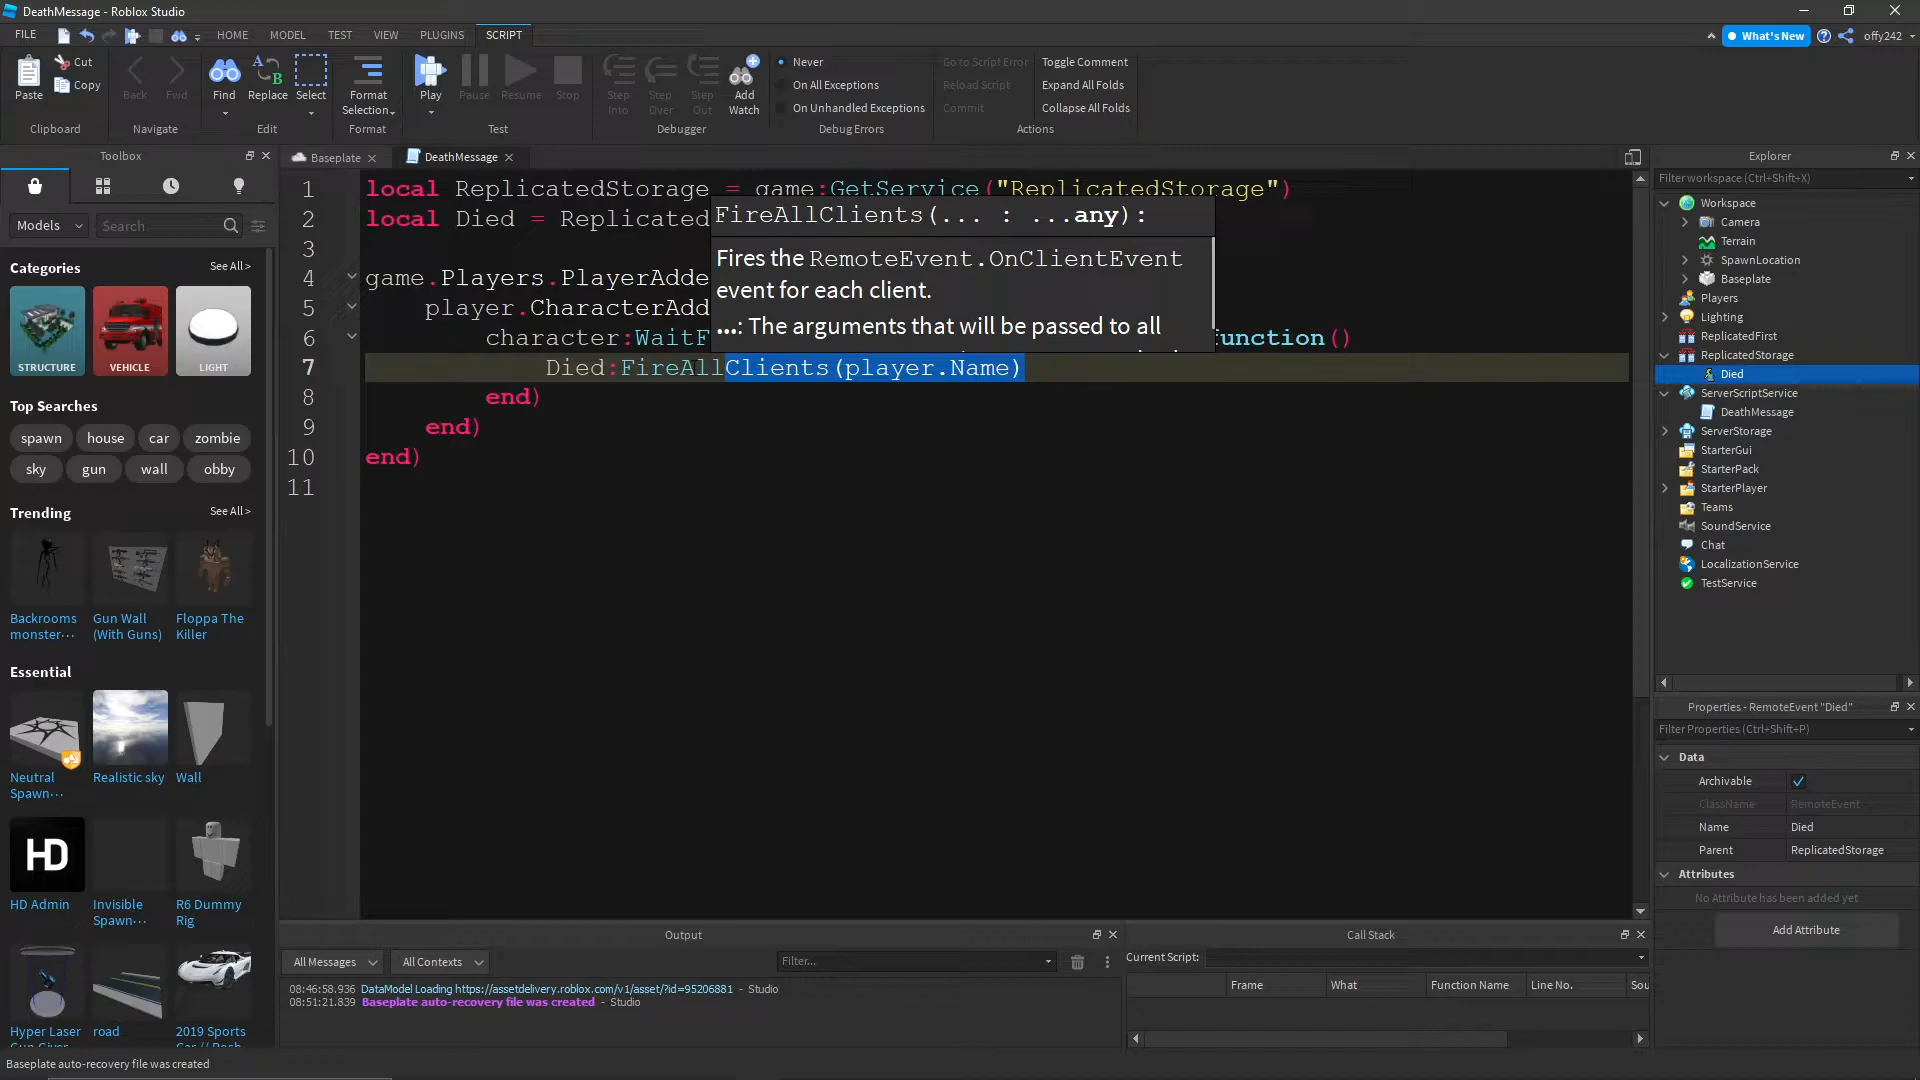 DeathMessage - Roblox Studio
FILE
HOME
MODEL
TEST
VIEW
PLUGINS
SCRIPT
What's New
offy242
Paste
Cut
Copy
Clipboard
Back
Fwd
Navigate
Find
Replace
Select
Edit
Format
Selection
Format
Play
Pause
Resume
Stop
Test
Step
Into
Step
Over
Step
Out
Add
Watch
Debugger
Never
On All Exceptions
On Unhandled Exceptions
Debug Errors
Go to Script Error
Reload Script
Commit
Toggle Comment
Expand All Folds
Collapse All Folds
Actions
Toolbox
Models
Search
Categories
See All >
STRUCTURE
VEHICLE
LIGHT
Top Searches
spawn
house
car
zombie
sky
gun
wall
obby
Trending
See All >
Backrooms
monster...
Gun Wall
(With Guns)
Floppa The
Killer
Essential
Neutral
Spawn...
Realistic sky
Wall
HD
HD Admin
Invisible
Spawn...
R6 Dummy
Rig
Hyper Laser
road
2019 Sports
Baseplate
DeathMessage
1 local ReplicatedStorage = game:GetService("ReplicatedStorage")
2 local Died = Replicated
3
4 game.Players.PlayerAdde
5 player.CharacterAdd
6 character:WaitF
unction()
7 Died:FireAllClients(player.Name)
8 end)
9 end)
10 end)
11
FireAllClients(... : ...any):
Fires the RemoteEvent.OnClientEvent
event for each client.
...: The arguments that will be passed to all
Output
All Messages
All Contexts
Filter...
08:46:58.936 DataModel Loading https://assetdelivery.roblox.com/v1/asset/?id=95206881 - Studio
08:51:21.839 Baseplate auto-recovery file was created - Studio
Call Stack
Current Script:
Frame
What
Function Name
Line No.
Sou
Explorer
Filter workspace (Ctrl+Shift+X)
Workspace
Camera
Terrain
SpawnLocation
Baseplate
Players
Lighting
ReplicatedFirst
ReplicatedStorage
Died
ServerScriptService
DeathMessage
ServerStorage
StarterGui
StarterPack
StarterPlayer
Teams
SoundService
Chat
LocalizationService
TestService
Properties - RemoteEvent "Died"
Filter Properties (Ctrl+Shift+P)
Data
Archivable
ClassName RemoteEvent
Name Died
Parent ReplicatedStorage
Attributes
No Attribute has been added yet
Add Attribute
Baseplate auto-recovery file was created